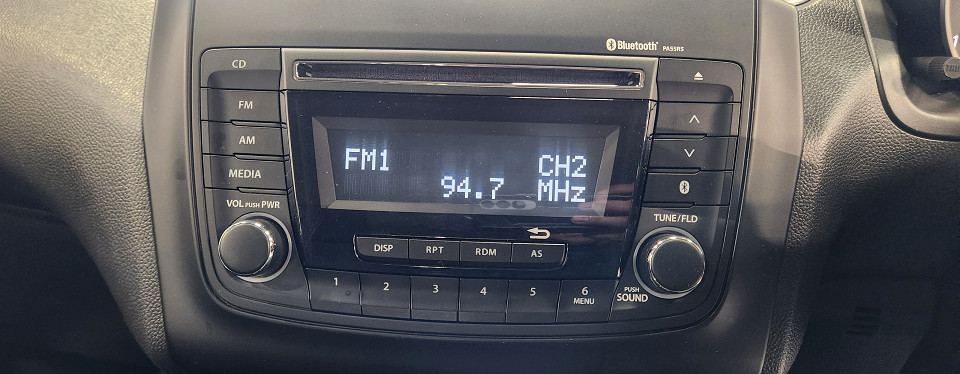 Bluetooth PA55RS
CD
FM
AM
MEDIA
VOL PUSH PWR
FM1 CH2
94.7 MHz
DISP RPT RDM AS
1 2 3 4 5 6
MENU
TUNE/FLD
PUSH
SOUND